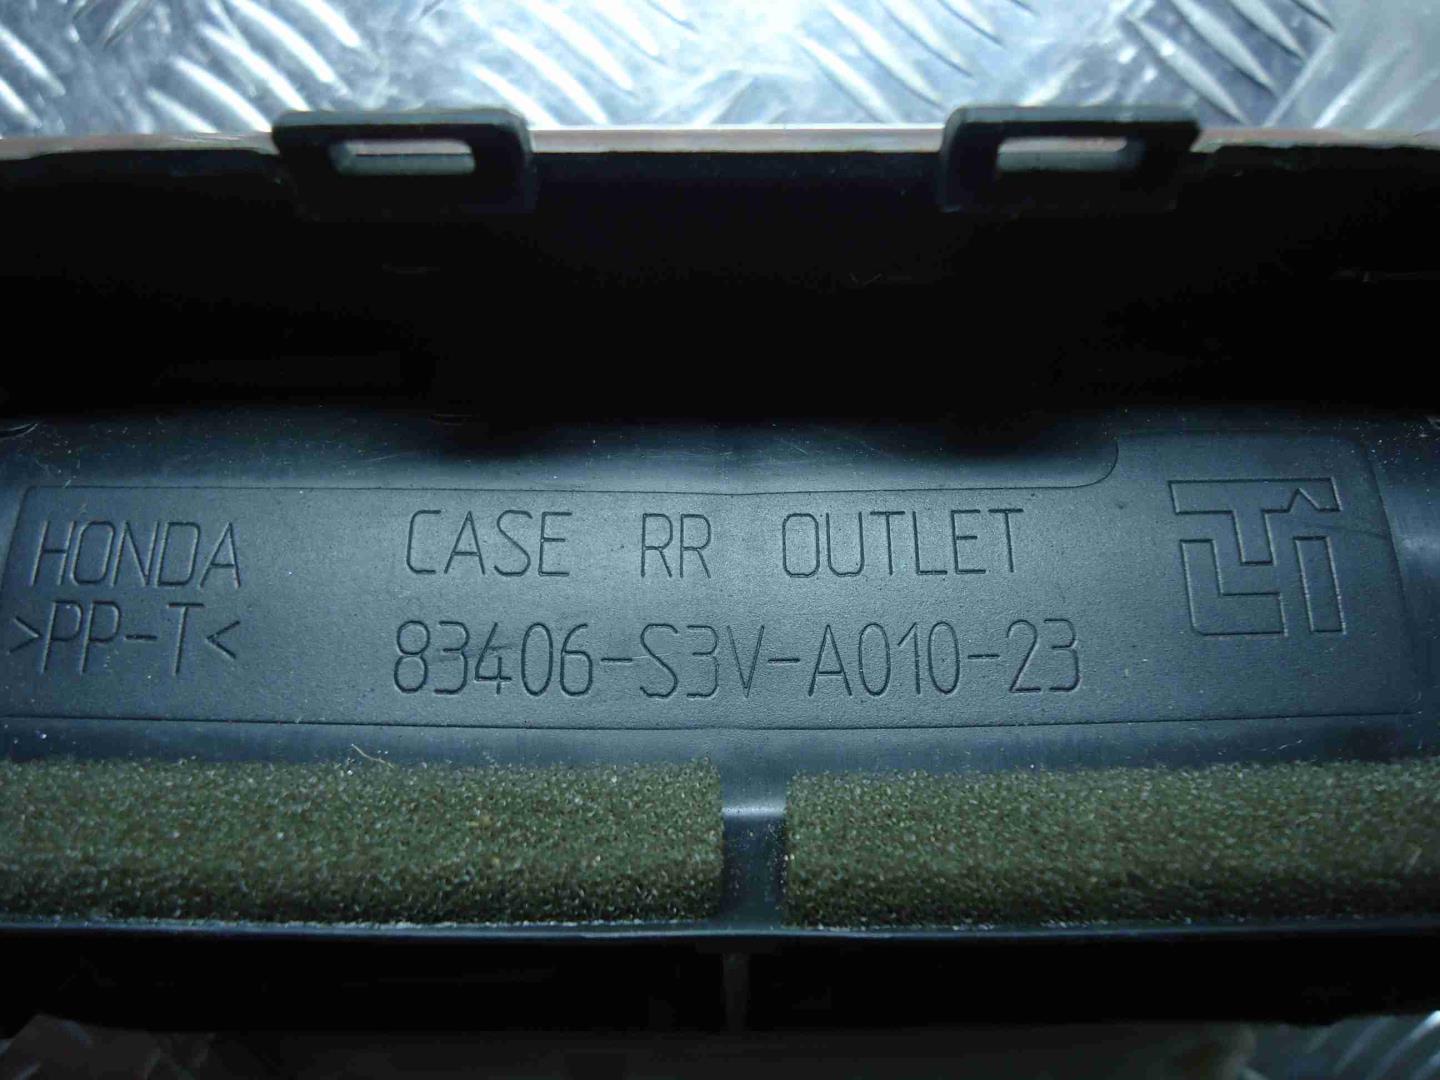 HONDA CASE RR OUTLET
>PP-T< 83406-S3V-A010-23